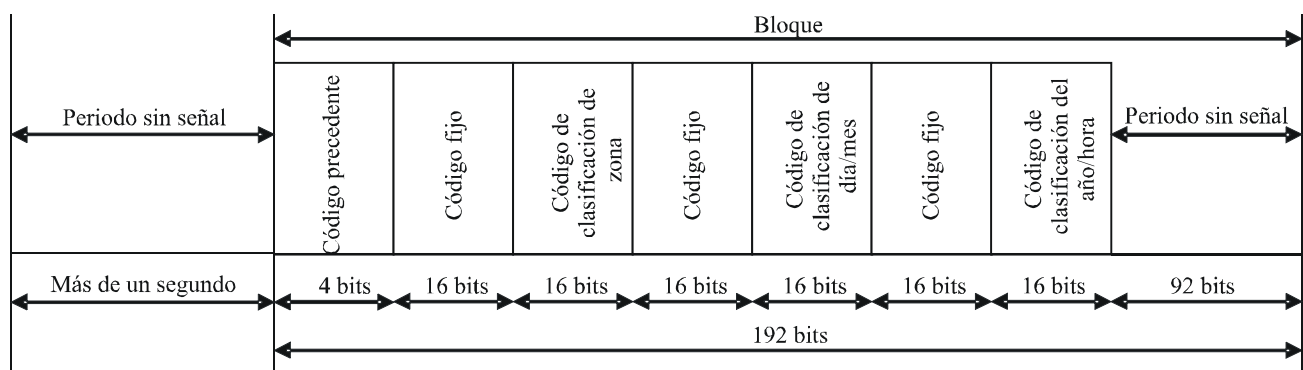 Bloque
Periodo sin señal
Código precedente
Código fijo
Código de
clasificación de
zona
Código fijo
Código de
clasificación de
día/mes
Código fijo
Código de
clasificación del
año/hora
Periodo sin señal
Más de un segundo
4 bits
16 bits
16 bits
16 bits
16 bits
16 bits
16 bits
92 bits
192 bits